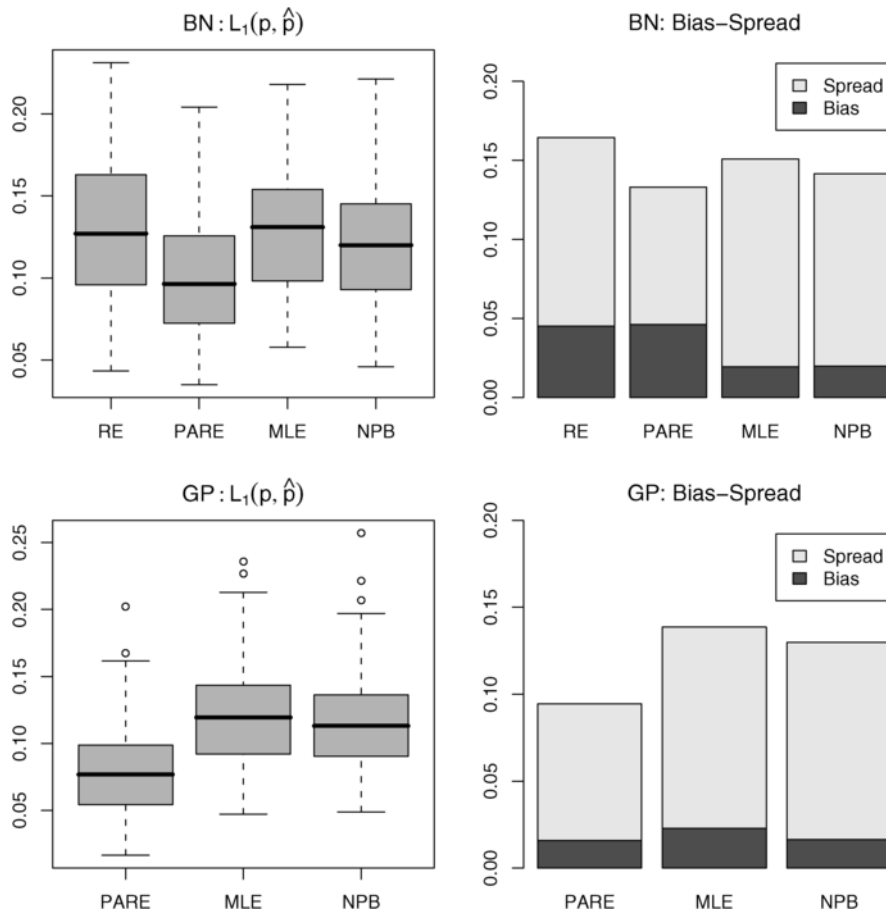 BN : L₁(p, p̂)
0.20
0.15
0.10
0.05
RE PARE MLE NPB
BN: Bias−Spread
Spread
Bias
0.20
0.15
0.10
0.05
0.00
RE PARE MLE NPB
GP : L₁(p, p̂)
0.25
0.20
0.15
0.10
0.05
PARE MLE NPB
GP: Bias−Spread
Spread
Bias
0.20
0.15
0.10
0.05
0.00
PARE MLE NPB